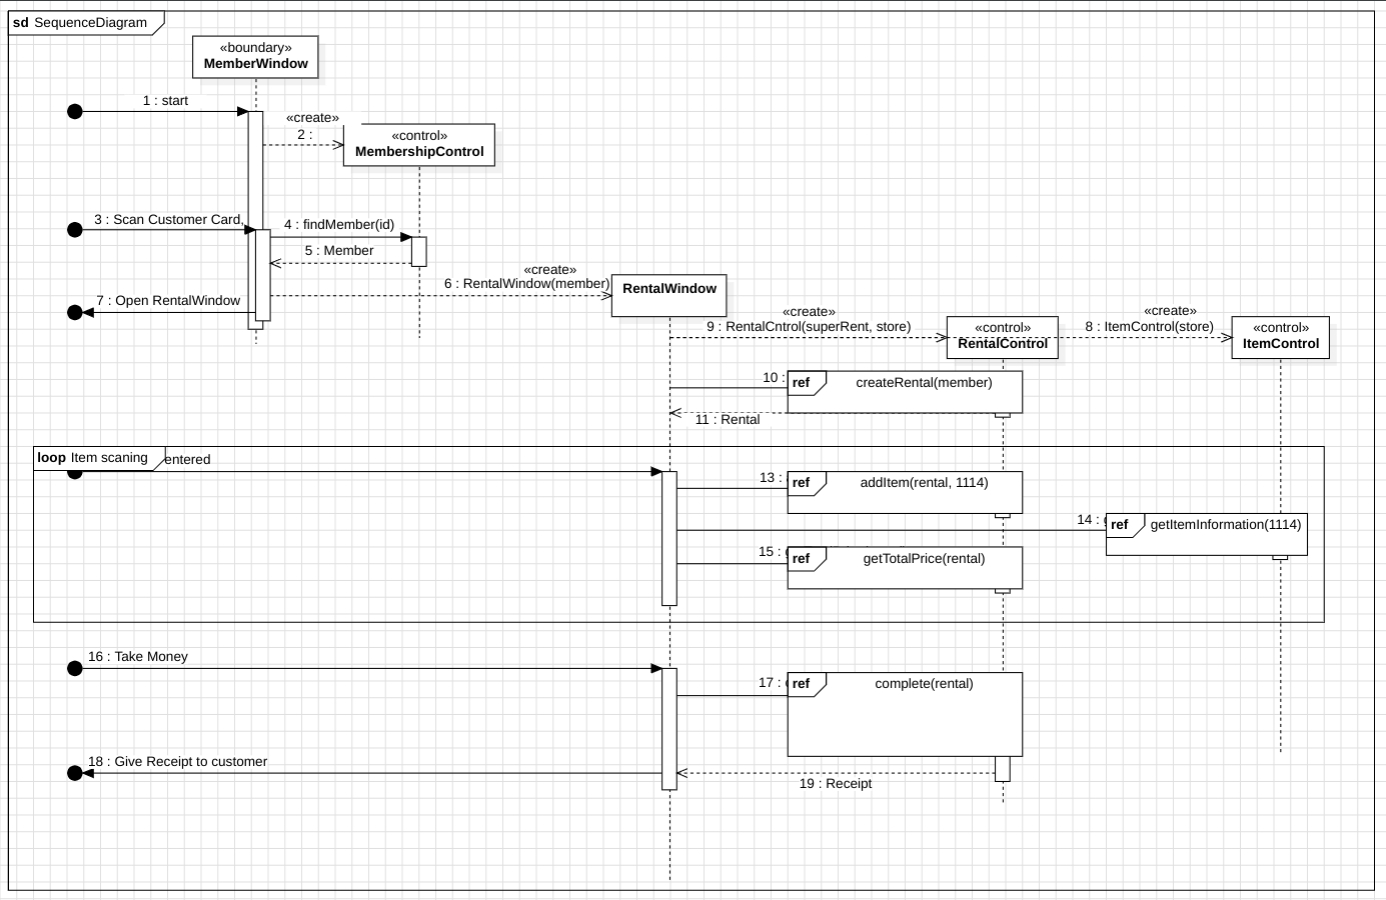 sd SequenceDiagram
«boundary»
MemberWindow
1 : start
«create»
2 :
«control»
MembershipControl
3 : Scan Customer Card,
4 : findMember(id)
5 : Member
«create»
6 : RentalWindow(member)
RentalWindow
7 : Open RentalWindow
«create»
9 : RentalCntrol(superRent, store)
«control»
RentalControl
«create»
8 : ItemControl(store)
«control»
ItemControl
10 :
ref createRental(member)
11 : Rental
loop Item scaning
entered
13 :
ref addItem(rental, 1114)
14 :
ref getItemInformation(1114)
15 :
ref getTotalPrice(rental)
16 : Take Money
17 :
ref complete(rental)
18 : Give Receipt to customer
19 : Receipt